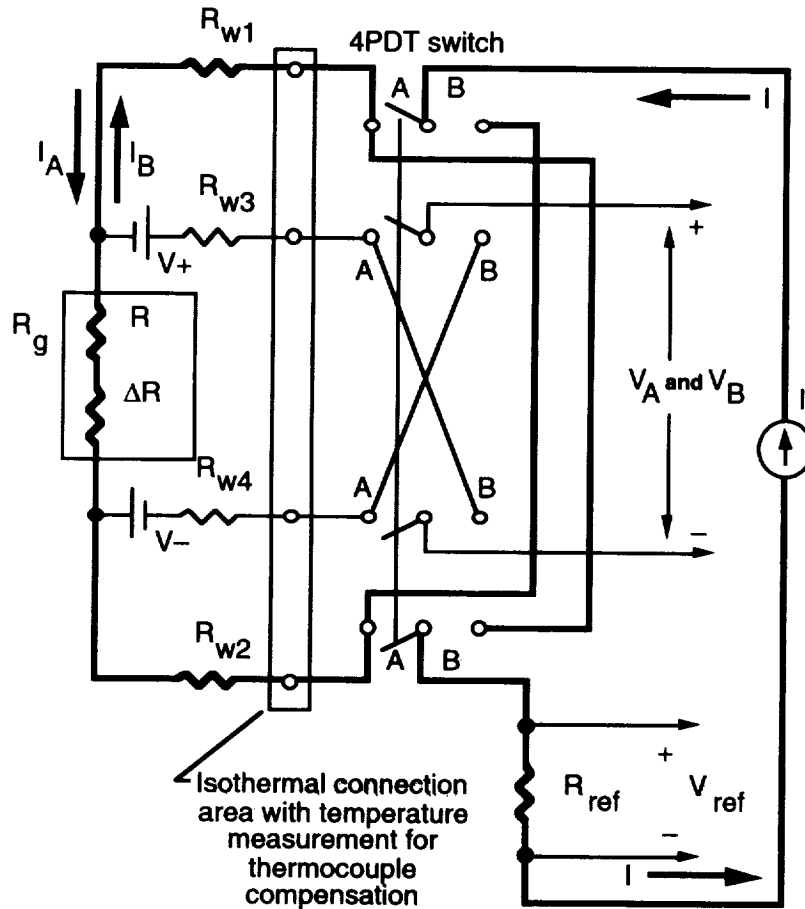 R_w1
4PDT switch
A B
I
I_A
I_B
R_w3
V+
+
A B
R_g
R
ΔR
V_A and V_B
I
R_w4
V−
A B
−
R_w2
A B
+
R_ref V_ref
−
I
Isothermal connection
area with temperature
measurement for
thermocouple
compensation